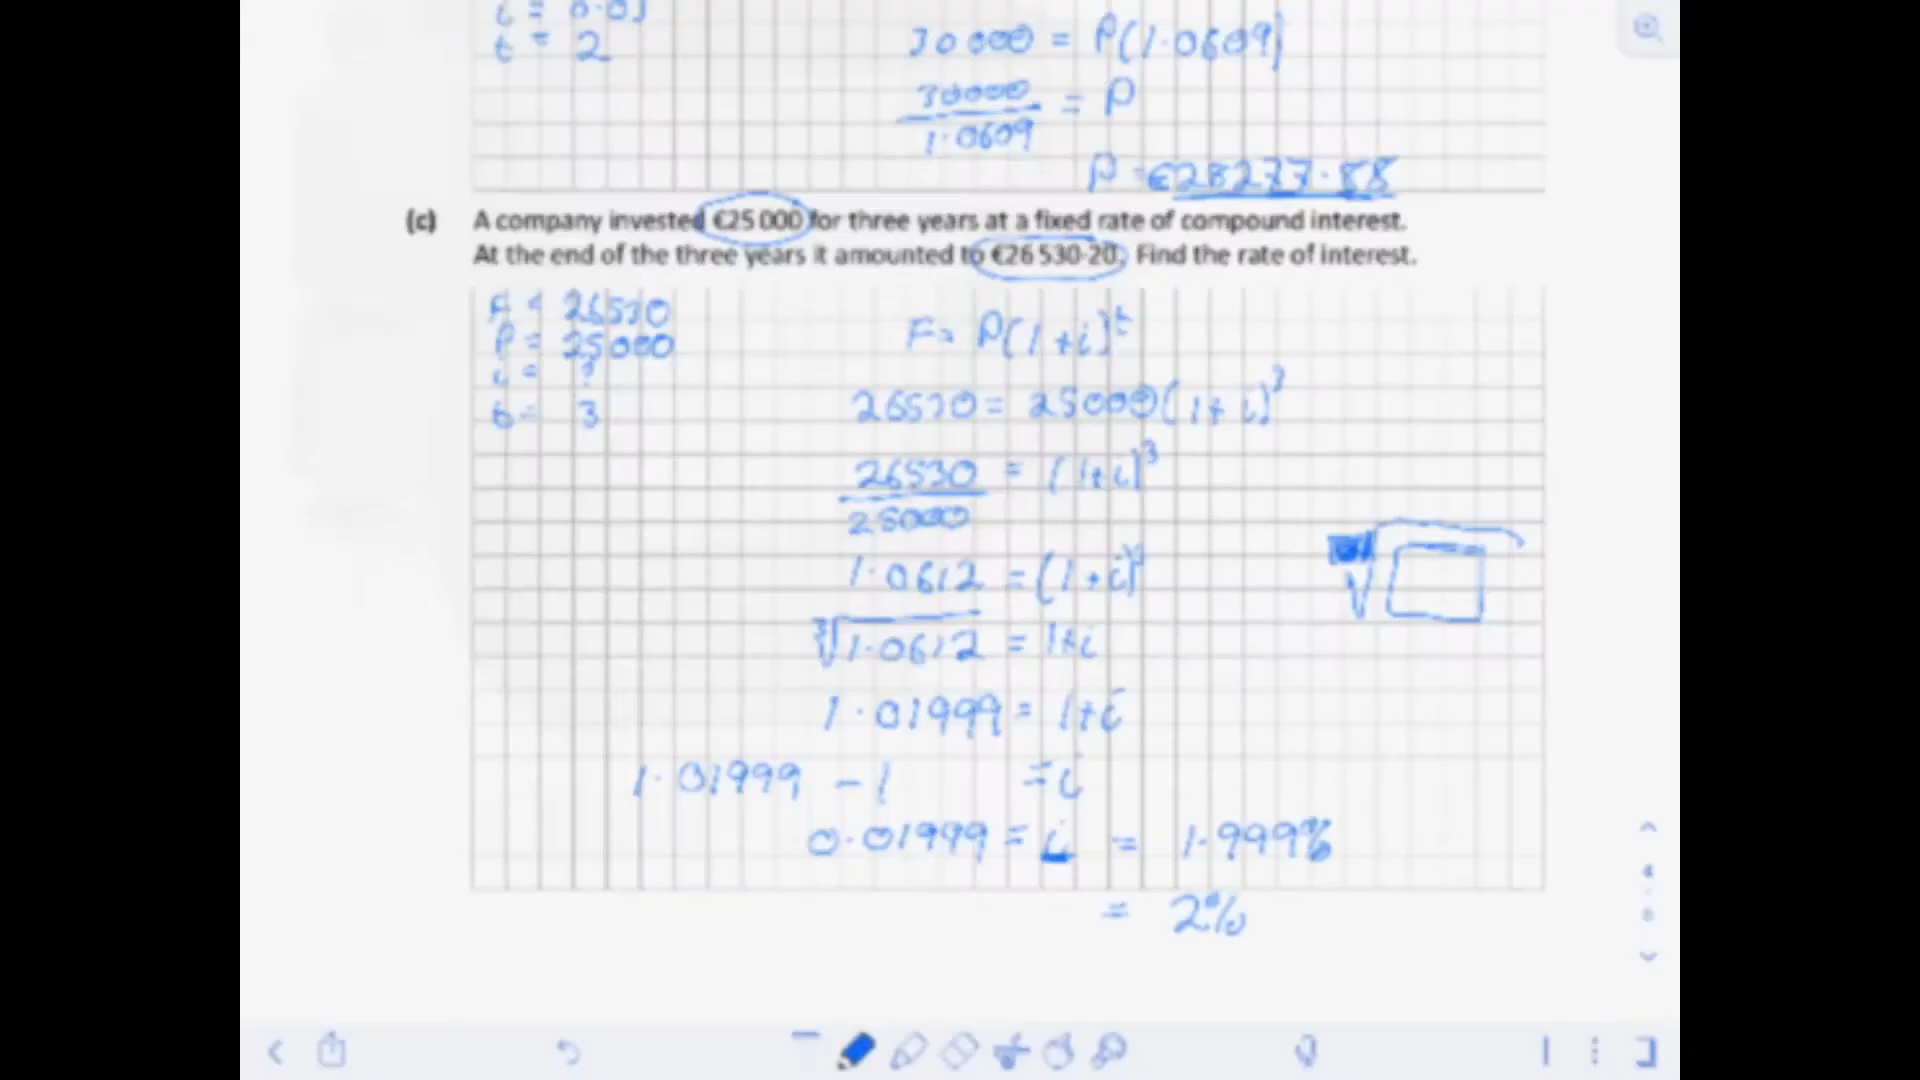 t = 2
30000 = P(1.0609)
30000 = P
1.0609
P = €28277.88
(c) A company invested €25 000 for three years at a fixed rate of compound interest.
At the end of the three years it amounted to €26 530·20. Find the rate of interest.
F = 26530
P = 25000
i = ?
t = 3
F = P(1+i)^t
26530 = 25000(1+i)^3
26530 = (1+i)^3
25000
1.0612 = (1+i)^3
3√1.0612 = 1+i
1.01999 = 1+i
1.01999 - 1 = i
0.01999 = i = 1.999%
= 2%
4